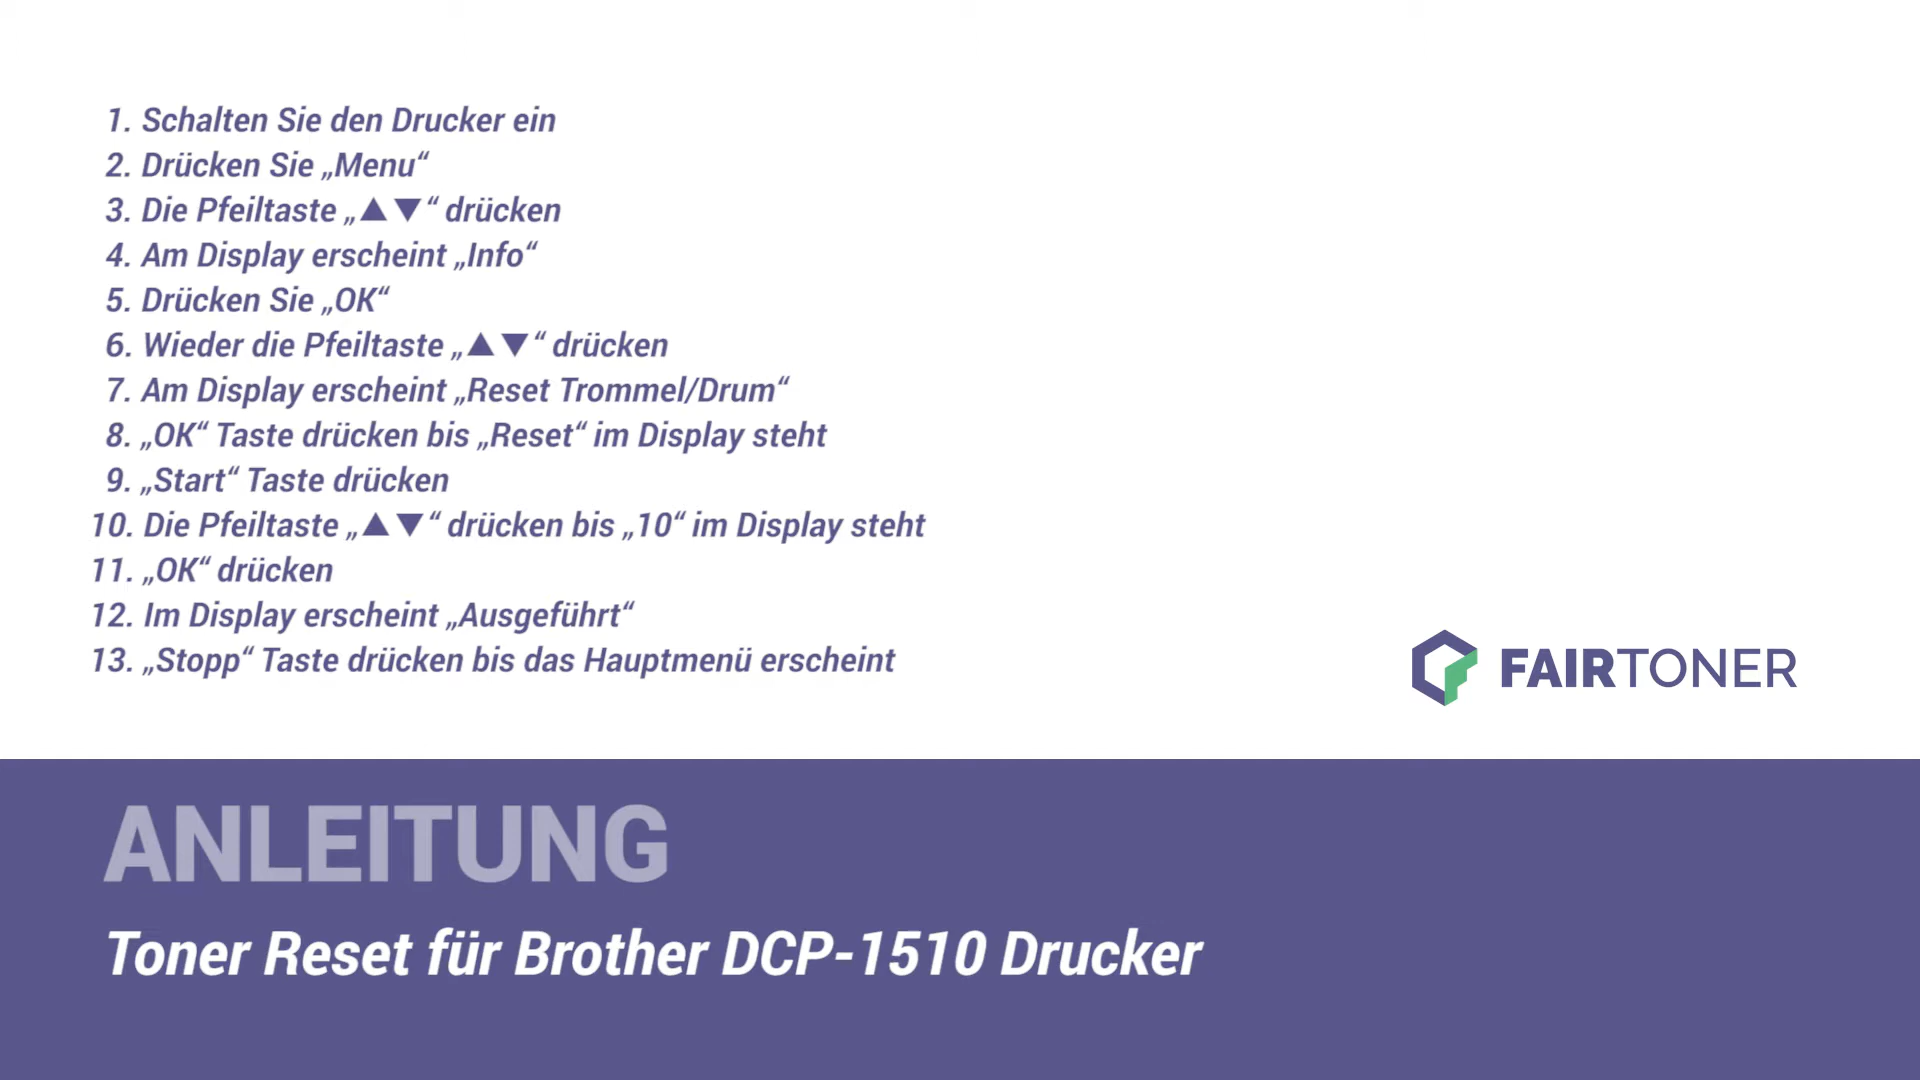 1. Schalten Sie den Drucker ein
2. Drücken Sie „Menu“
3. Die Pfeiltaste „▲▼“ drücken
4. Am Display erscheint „Info“
5. Drücken Sie „OK“
6. Wieder die Pfeiltaste „▲▼“ drücken
7. Am Display erscheint „Reset Trommel/Drum“
8. „OK“ Taste drücken bis „Reset“ im Display steht
9. „Start“ Taste drücken
10. Die Pfeiltaste „▲▼“ drücken bis „10“ im Display steht
11. „OK“ drücken
12. Im Display erscheint „Ausgeführt“
13. „Stopp“ Taste drücken bis das Hauptmenü erscheint
FAIRTONER
ANLEITUNG
Toner Reset für Brother DCP-1510 Drucker